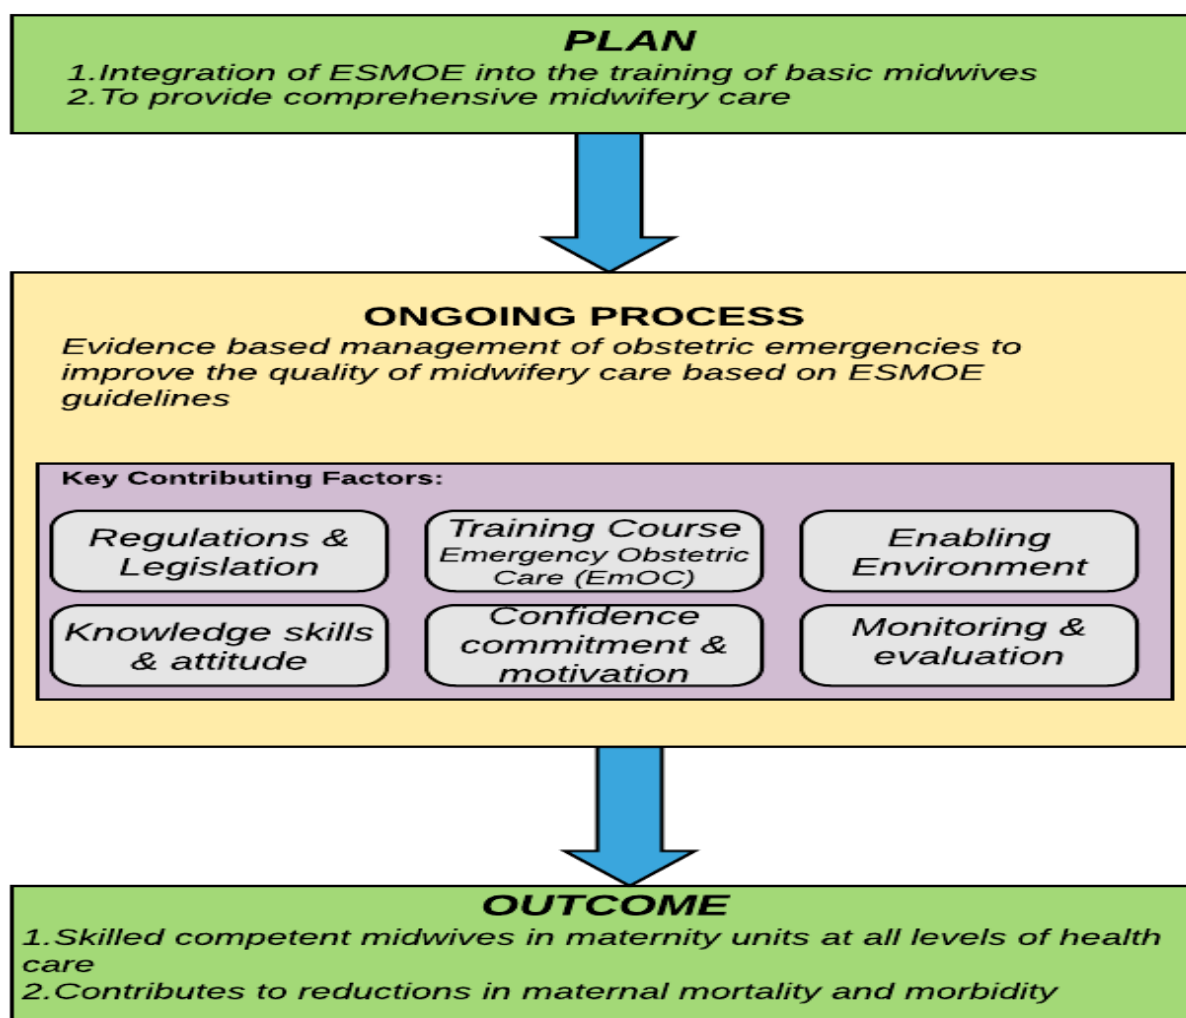 PLAN
1.Integration of ESMOE into the training of basic midwives
2.To provide comprehensive midwifery care
ONGOING PROCESS
Evidence based management of obstetric emergencies to
improve the quality of midwifery care based on ESMOE
guidelines
Key Contributing Factors:
Regulations &
Legislation
Training Course
Emergency Obstetric
Care (EmOC)
Enabling
Environment
Knowledge skills
& attitude
Confidence
commitment &
motivation
Monitoring &
evaluation
OUTCOME
1.Skilled competent midwives in maternity units at all levels of health
care
2.Contributes to reductions in maternal mortality and morbidity